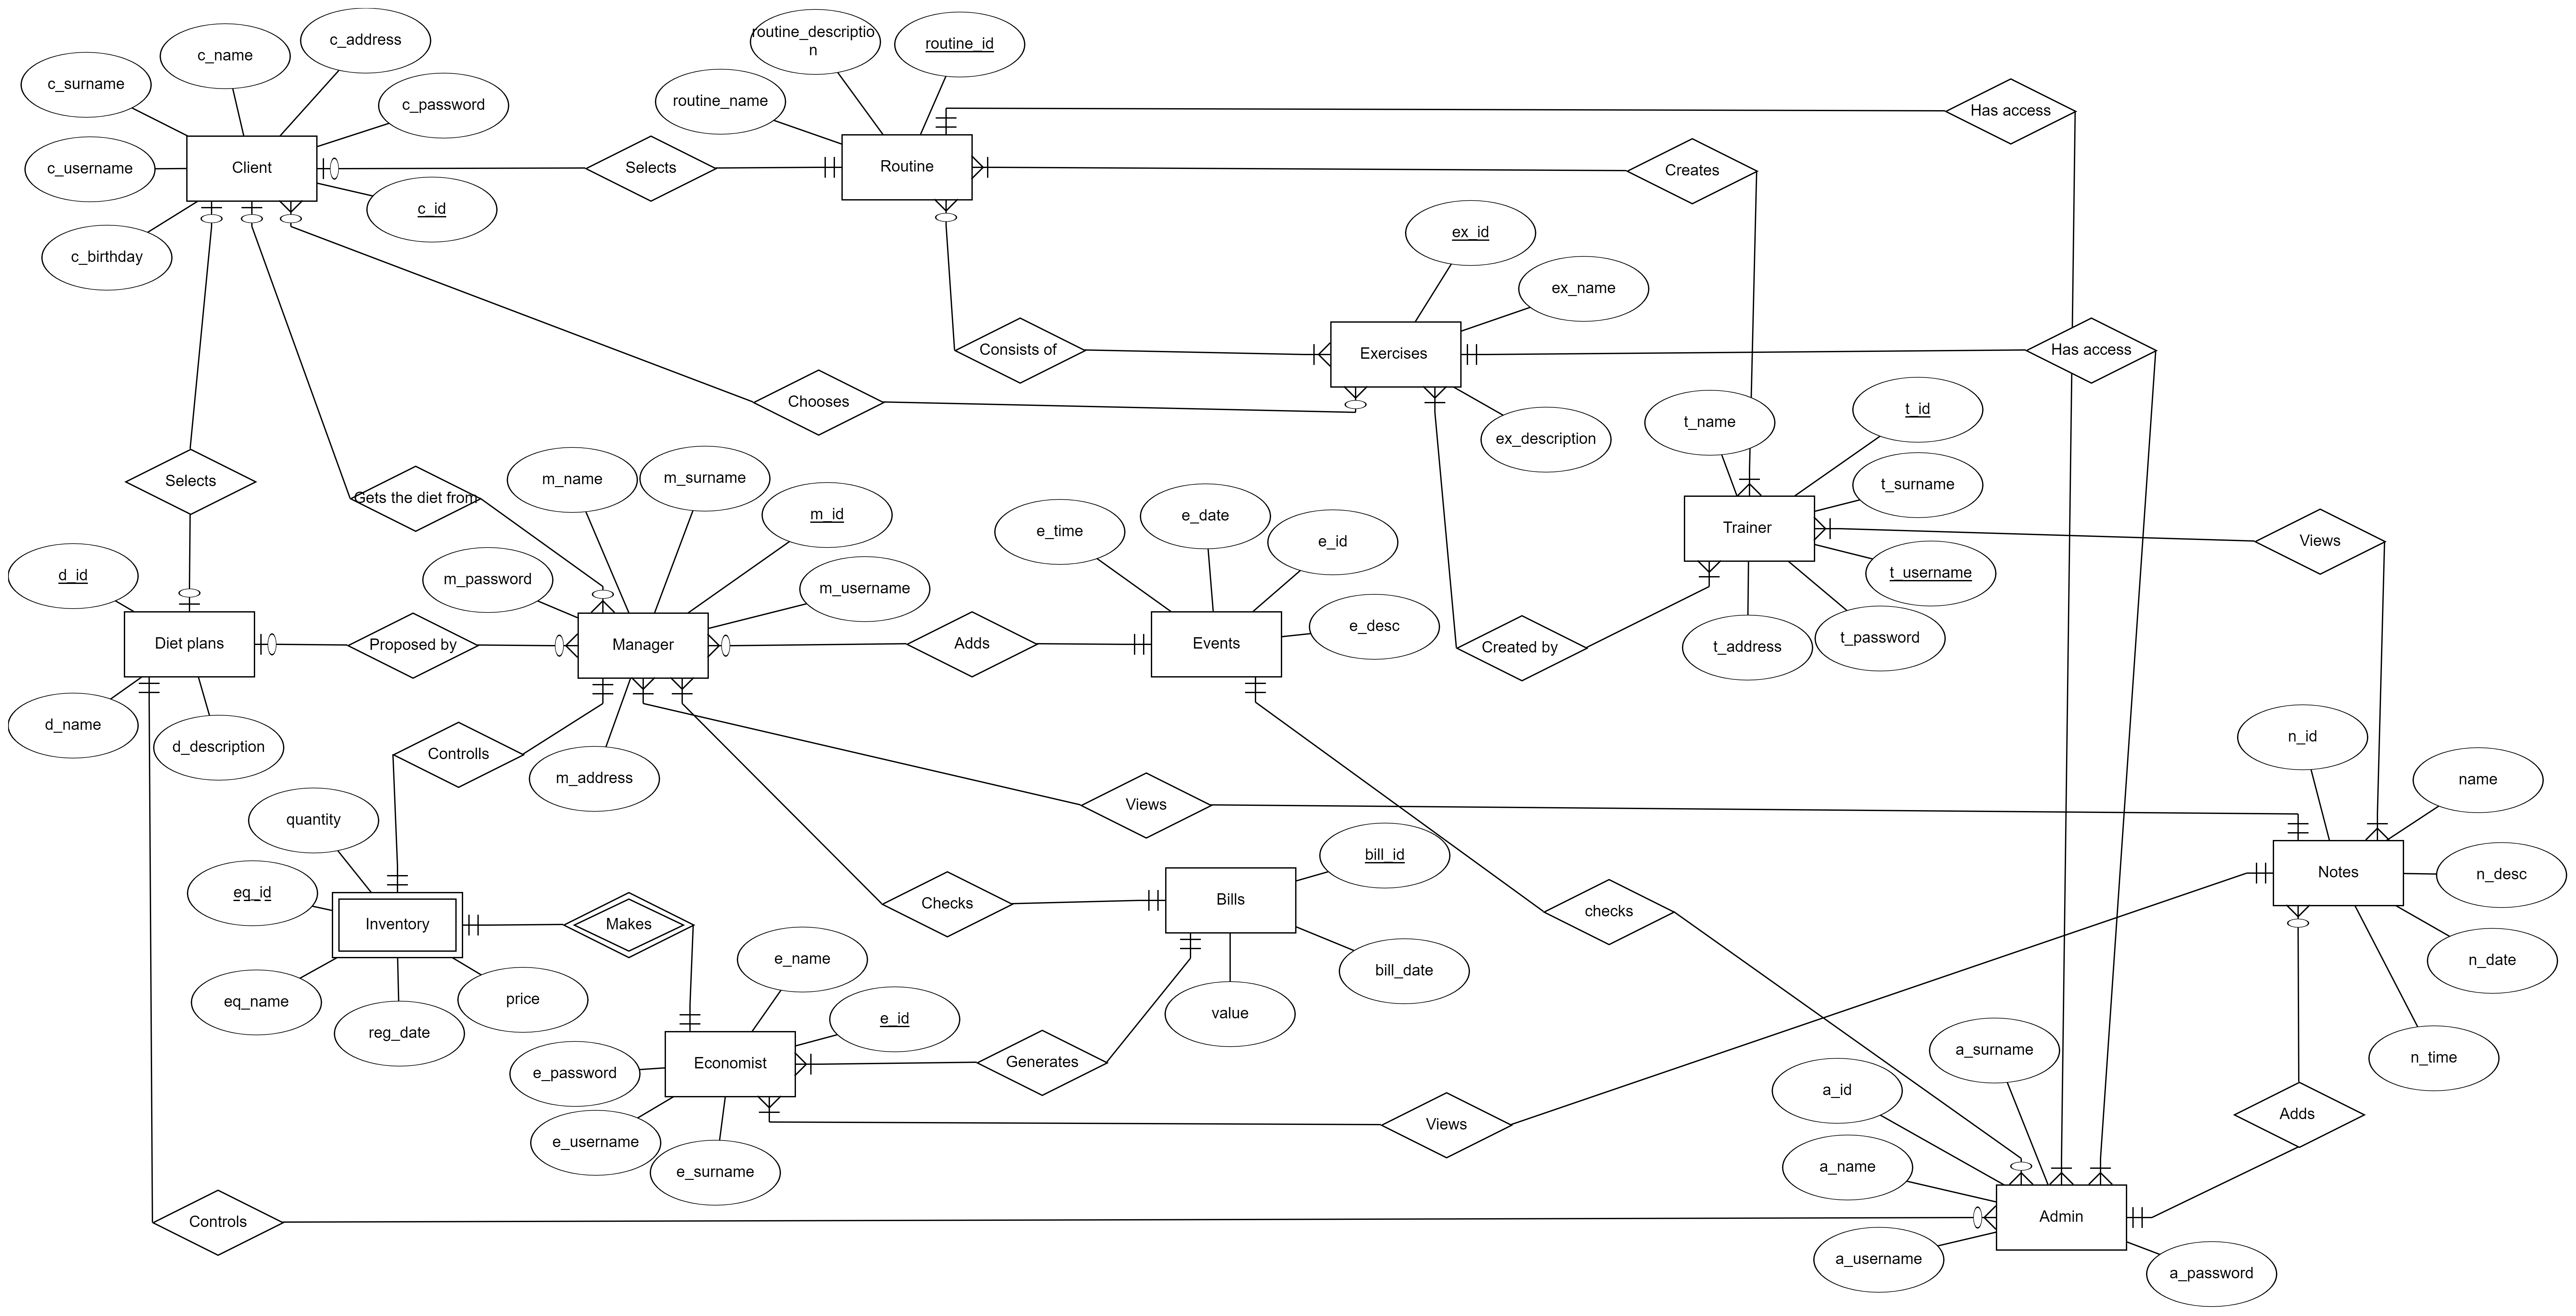 c_address
routine_descriptio
n
routine_id
c_name
c_surname
c_password
routine_name
Has access
Client
Selects
Routine
Creates
c_username
c_id
ex_id
c_birthday
ex_name
Consists of
Exercises
Has access
Chooses
t_name
t_id
ex_description
Selects
Gets the diet from
m_name
m_surname
m_id
e_time
e_date
e_id
t_surname
Trainer
Views
d_id
m_password
m_username
t_username
e_desc
Diet plans
Proposed by
Manager
Adds
Events
Created by
t_address
t_password
d_name
d_description
Controlls
m_address
n_id
name
quantity
Views
bill_id
eq_id
Inventory
Makes
Checks
Bills
checks
Notes
n_desc
eq_name
reg_date
price
e_name
bill_date
n_date
e_id
value
e_password
Economist
Generates
a_surname
n_time
a_id
e_username
e_surname
Views
Adds
a_name
Controls
Admin
a_username
a_password